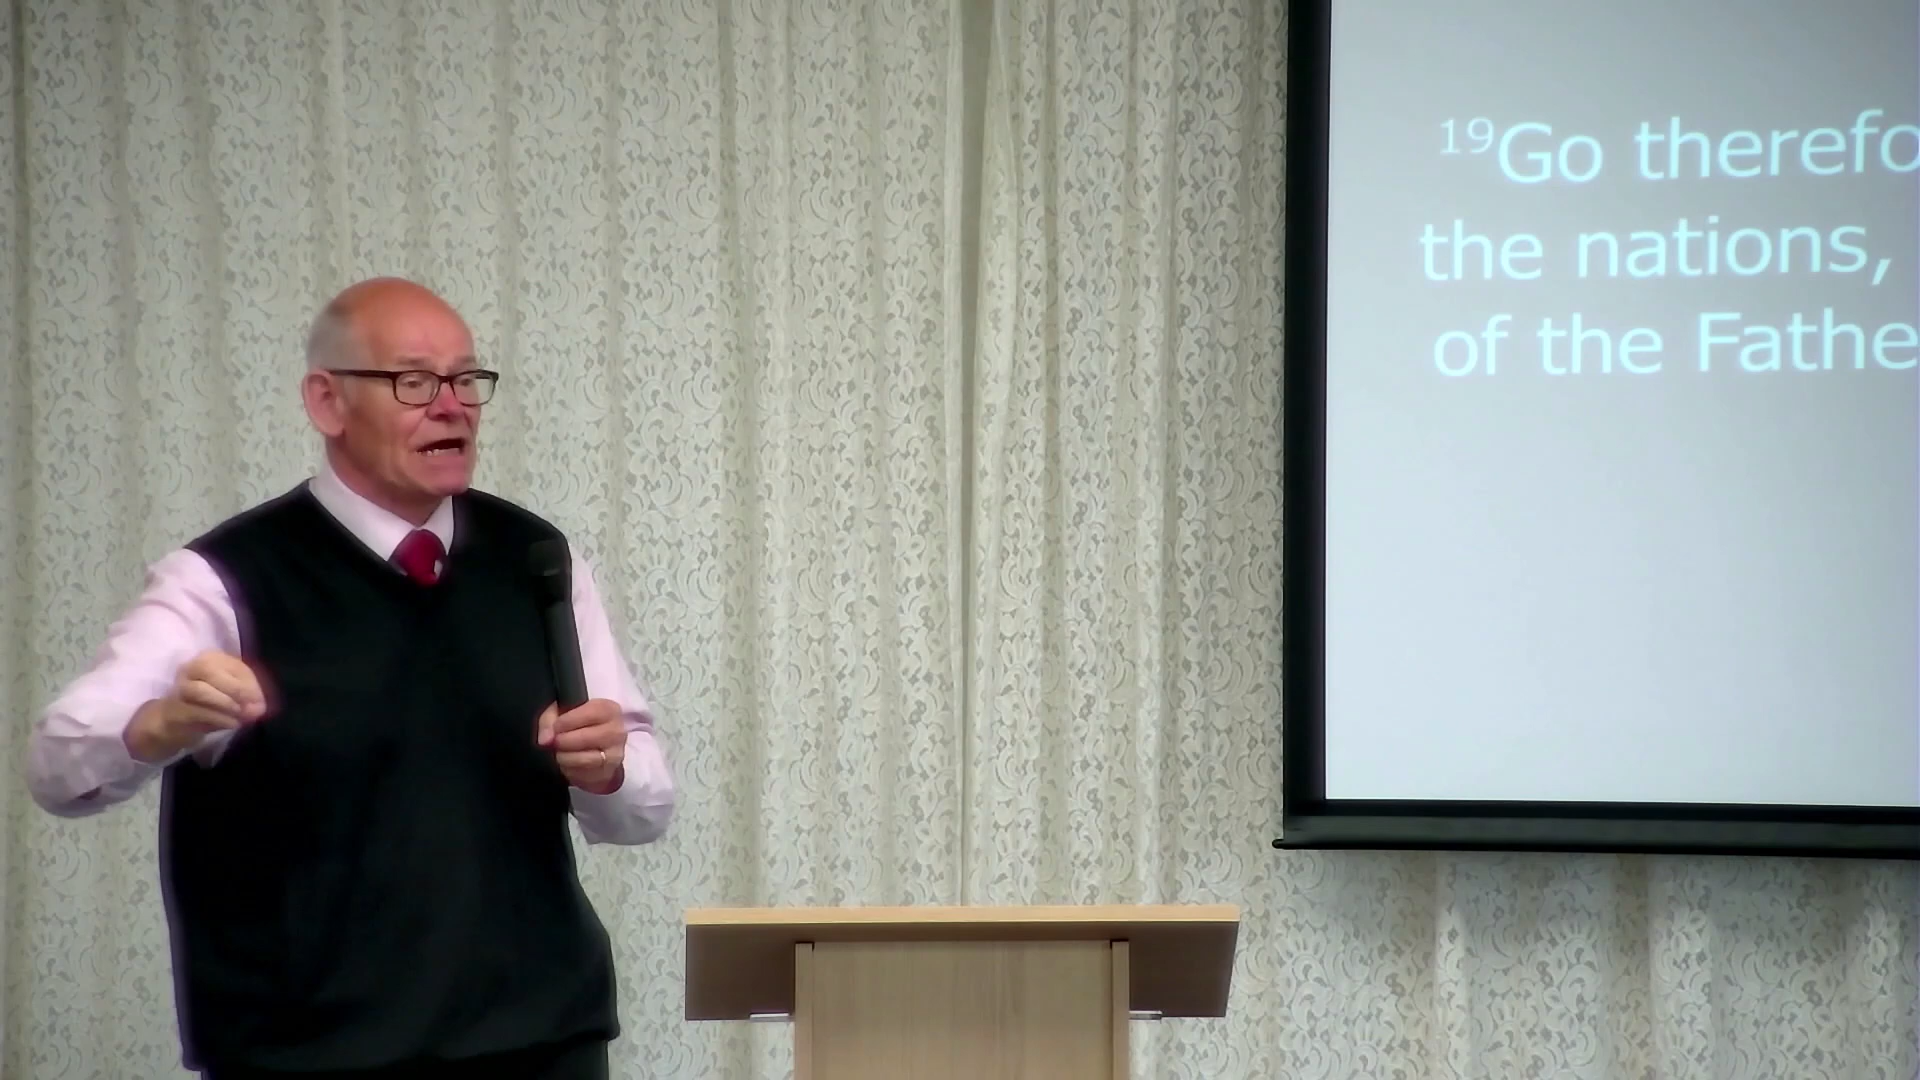 19Go therefo
the nations,
of the Fathe